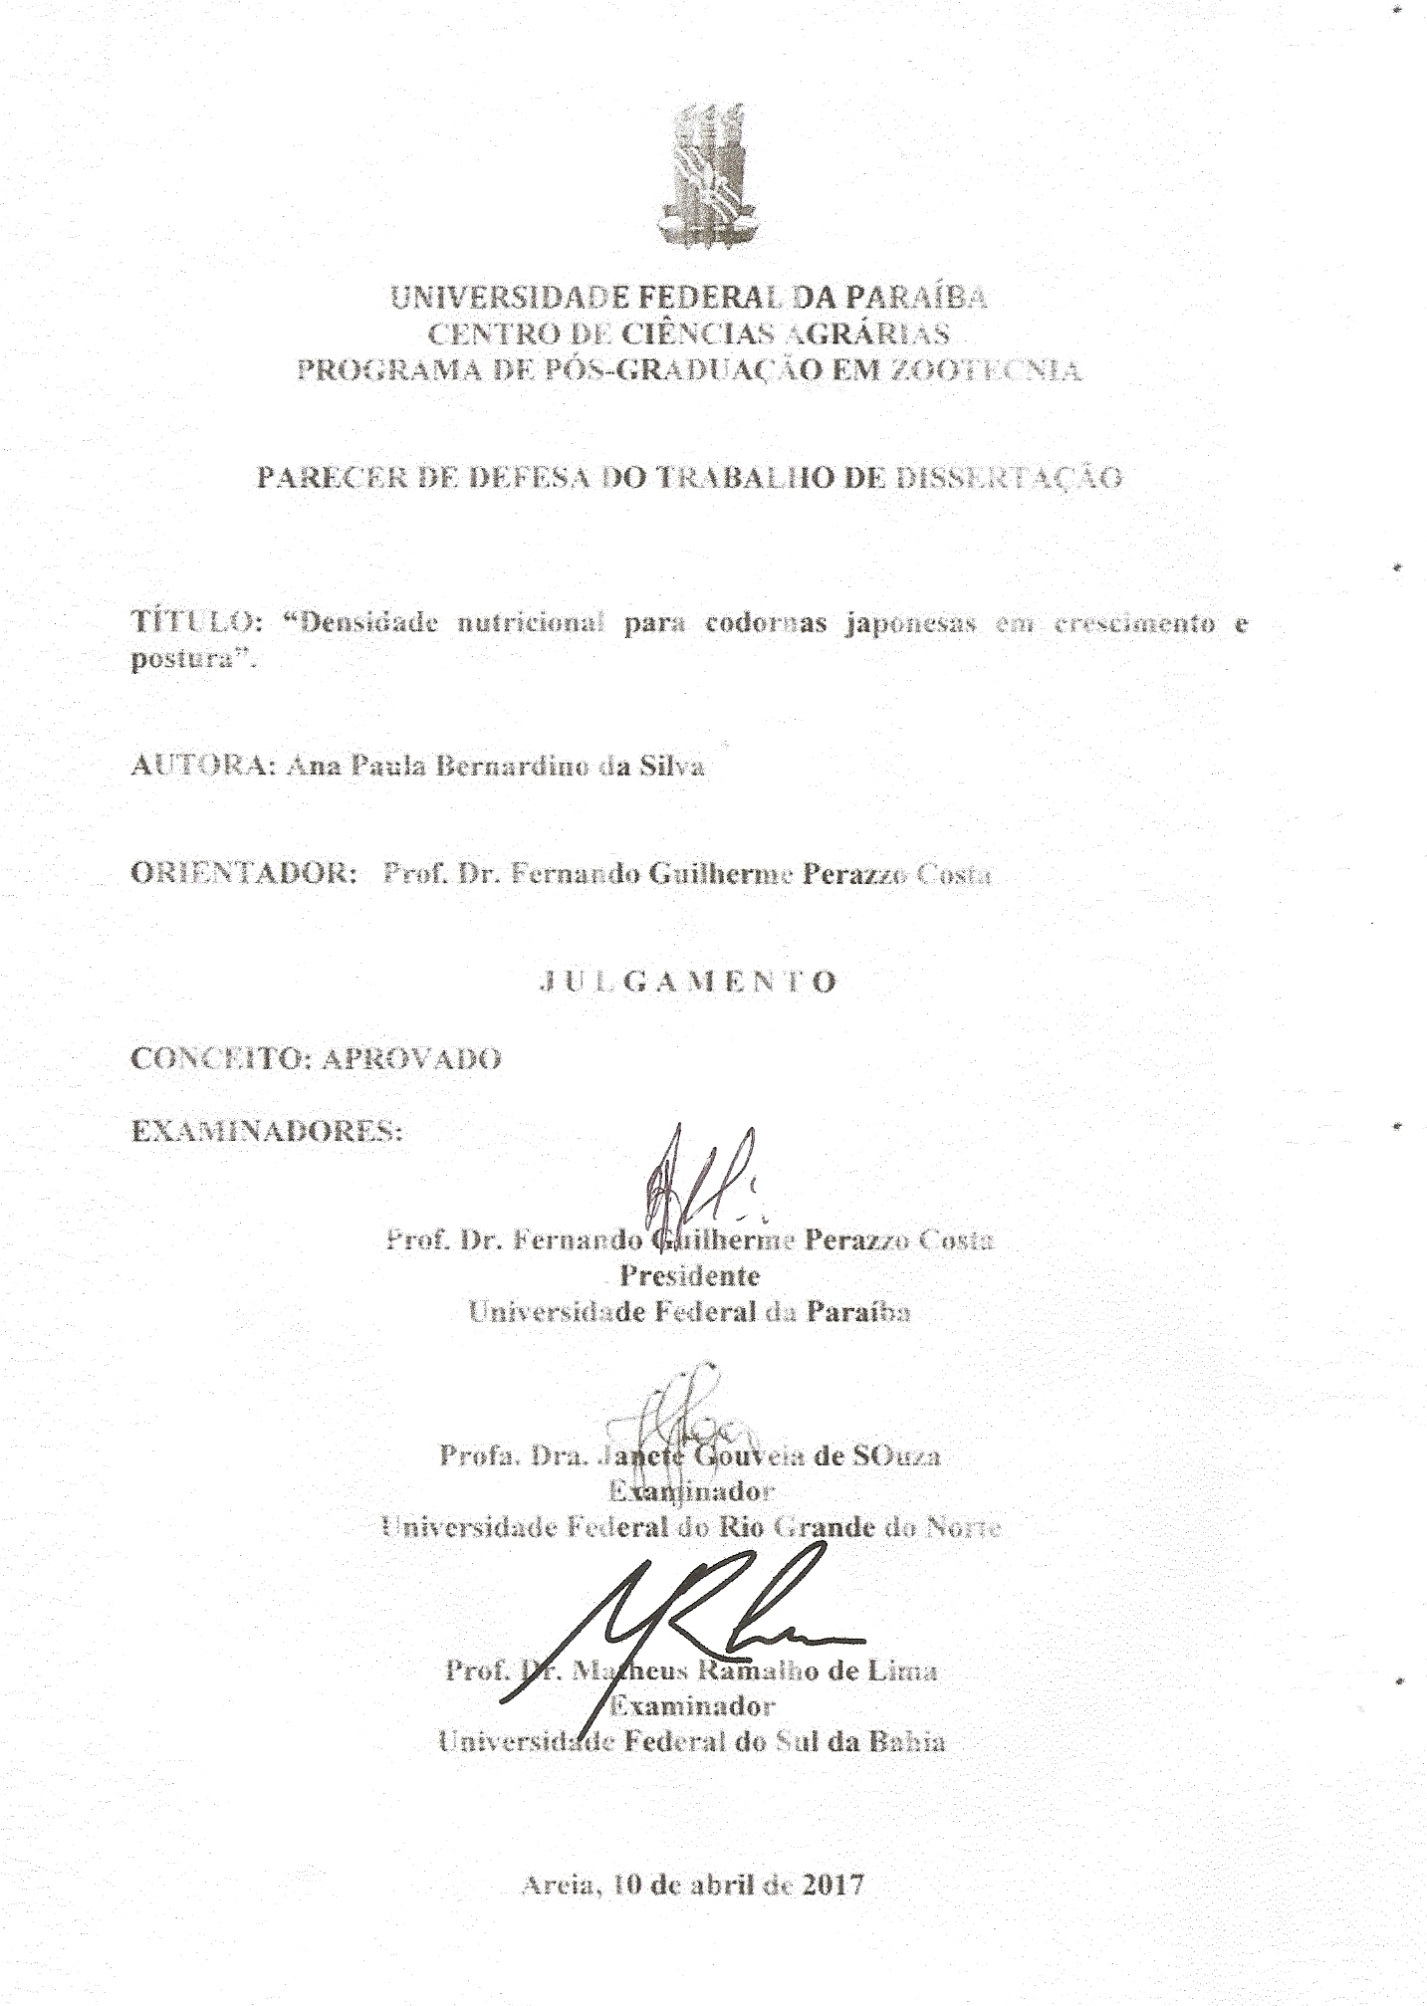 UNIVERSIDADE FEDERAL DA PARAÍBA
CENTRO DE CIÊNCIAS AGRÁRIAS
PROGRAMA DE PÓS-GRADUAÇÃO EM ZOOTECNIA
PARECER DE DEFESA DO TRABALHO DE DISSERTAÇÃO
TÍTULO: “Densidade nutricional para codornas japonesas em crescimento e
postura”.
AUTORA: Ana Paula Bernardino da Silva
ORIENTADOR: Prof. Dr. Fernando Guilherme Perazzo Costa
J U L G A M E N T O
CONCEITO: APROVADO
EXAMINADORES:
Prof. Dr. Fernando Guilherme Perazzo Costa
Presidente
Universidade Federal da Paraíba
Profa. Dra. Janete Gouveia de SOuza
Examinador
Universidade Federal do Rio Grande do Norte
Prof. Dr. Matheus Ramalho de Lima
Examinador
Universidade Federal do Sul da Bahia
Areia, 10 de abril de 2017